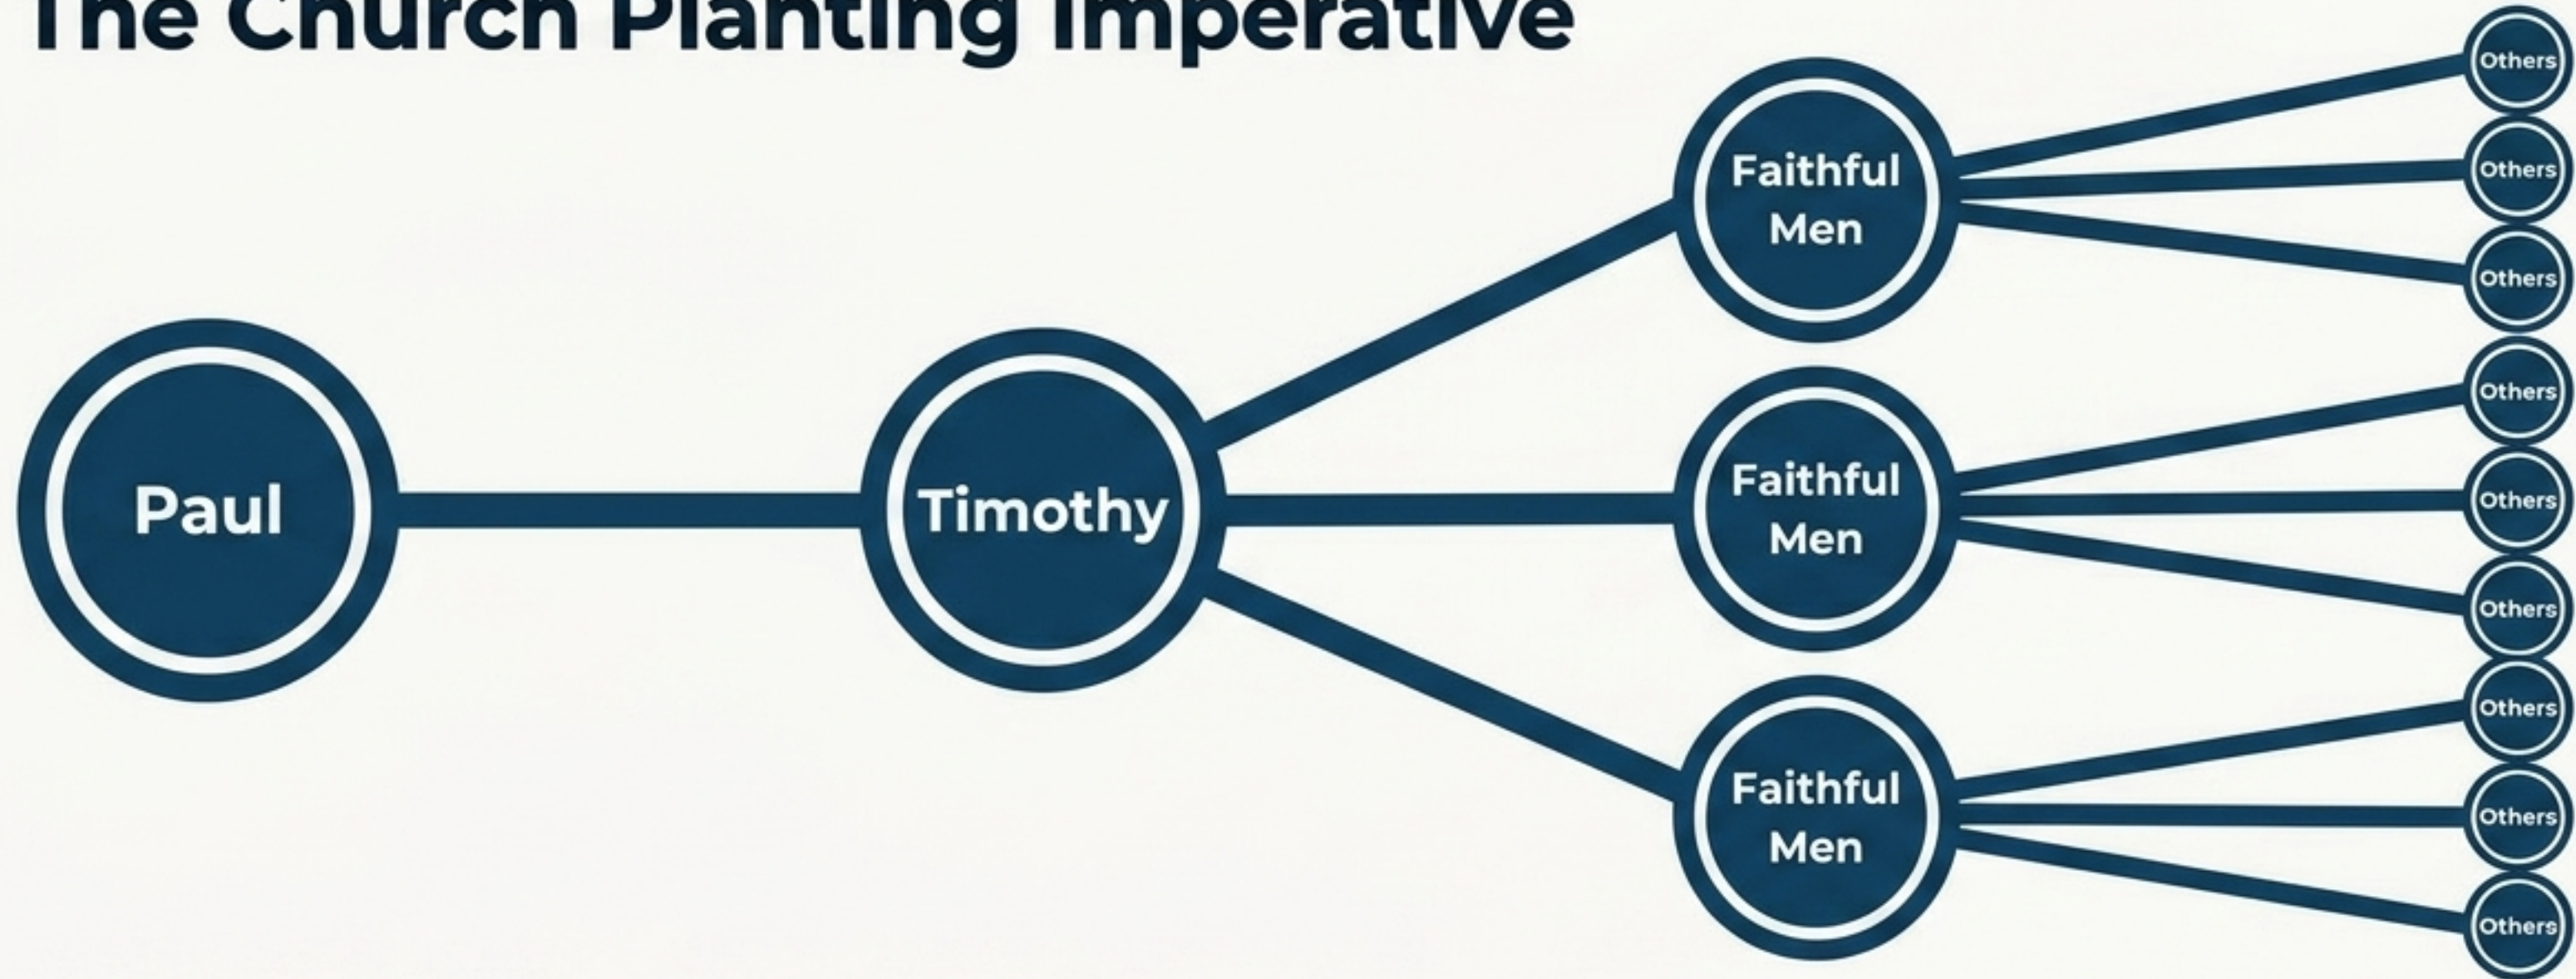 The Church Planting Imperative
Paul
Timothy
Faithful
Men
Others
Others
Others
Faithful
Men
Others
Others
Others
Faithful
Men
Others
Others
Others